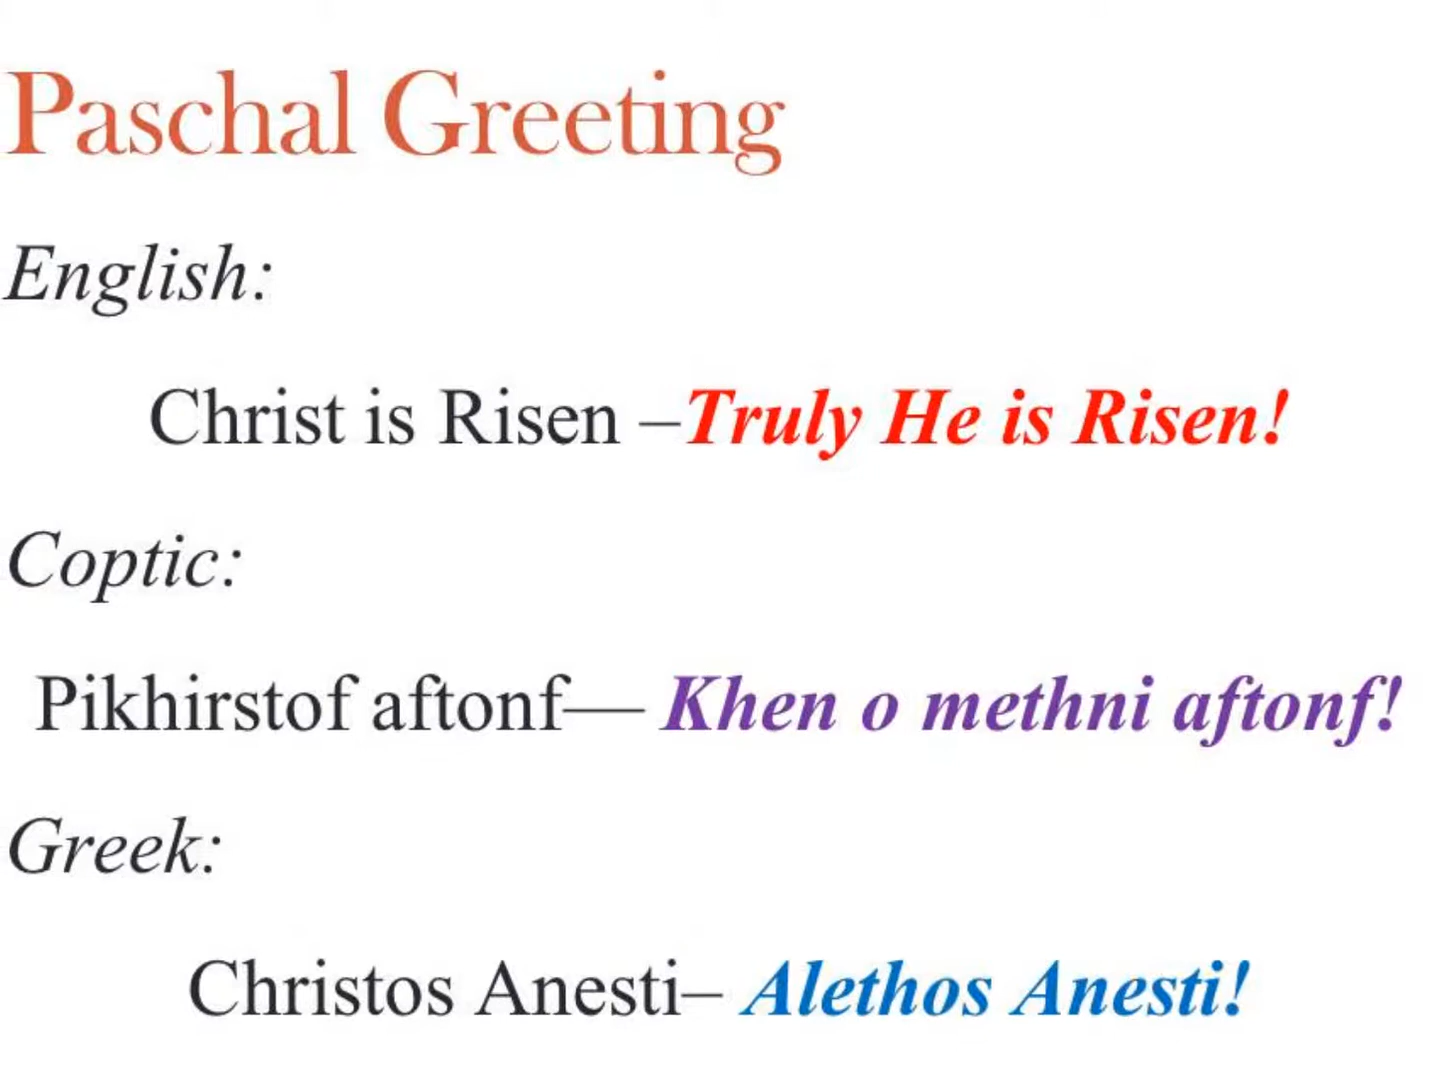 Paschal Greeting
English:
Christ is Risen –Truly He is Risen!
Coptic:
Pikhirstof aftonf— Khen o methni aftonf!
Greek:
Christos Anesti– Alethos Anesti!